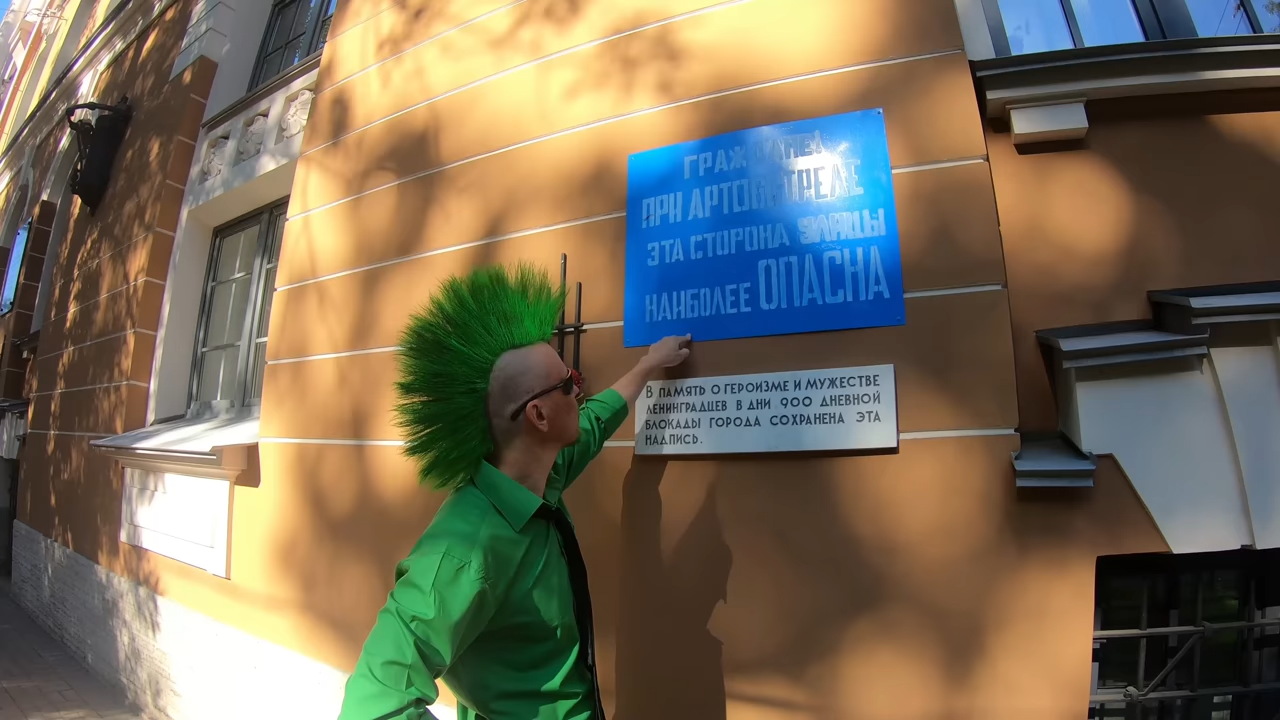 ГРАЖДАНЕ!
ПРИ АРТОБСТРЕЛЕ
ЭТА СТОРОНА УЛИЦЫ
НАИБОЛЕЕ ОПАСНА
В ПАМЯТЬ О ГЕРОИЗМЕ И МУЖЕСТВЕ
ЛЕНИНГРАДЦЕВ В ДНИ 900 ДНЕВНОЙ
БЛОКАДЫ ГОРОДА СОХРАНЕНА ЭТА
НАДПИСЬ.